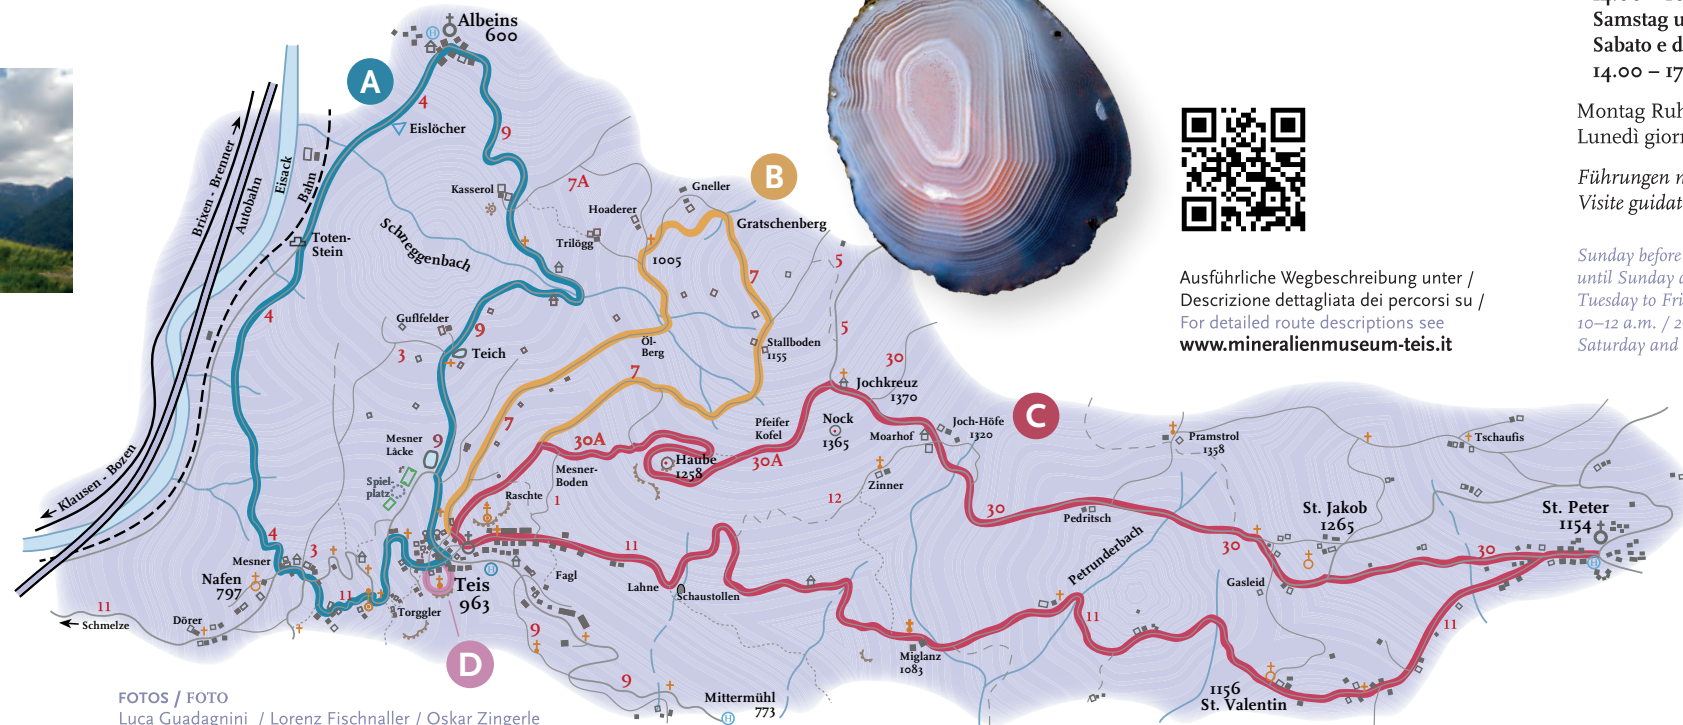 Albeins
600
A
4
Eislöcher
9
Brixen - Brenner
Autobahn
Eisack
Bahn
Toten-
Stein
Kasserol
7A
Schneggenbach
Hoaderer
Trilögg
Gneller
B
Gratschenberg
1005
7
5
4
Guflfelder
9
3
Teich
Öl-
Berg
Stallboden
1155
5
30
7
7
Jochkreuz
1370
C
Pfeifer
Kofel
Nock
1365
Moarhof
Joch-Höfe
1320
30A
30A
Haube
1258
Mesner
Läcke
9
Spiel-
platz
Mesner-
Boden
Raschte
1
12
Zinner
Klausen - Bozen
Pramstrol
1358
Tschaufis
30
Pedritsch
Petrunderbach
St. Jakob
1265
St. Peter
1154
30
30
H
H
H
H
4
Mesner
3
Nafen
797
11
11
Schmelze
Dörer
Torggler
Teis
963
11
Lahne
Schaustollen
Fagl
9
D
9
Mittermühl
773
Miglanz
1083
11
Gasleid
11
1156
St. Valentin
Samstag u
Sabato e d
14.00 – 17
Montag Ruh
Lunedì giorn
Führungen n
Visite guidat
Sunday before
until Sunday a
Tuesday to Fri
10–12 a.m. / 2
Saturday and
Ausführliche Wegbeschreibung unter /
Descrizione dettagliata dei percorsi su /
For detailed route descriptions see
www.mineralienmuseum-teis.it
FOTOS / FOTO
Luca Guadagnini / Lorenz Fischnaller / Oskar Zingerle